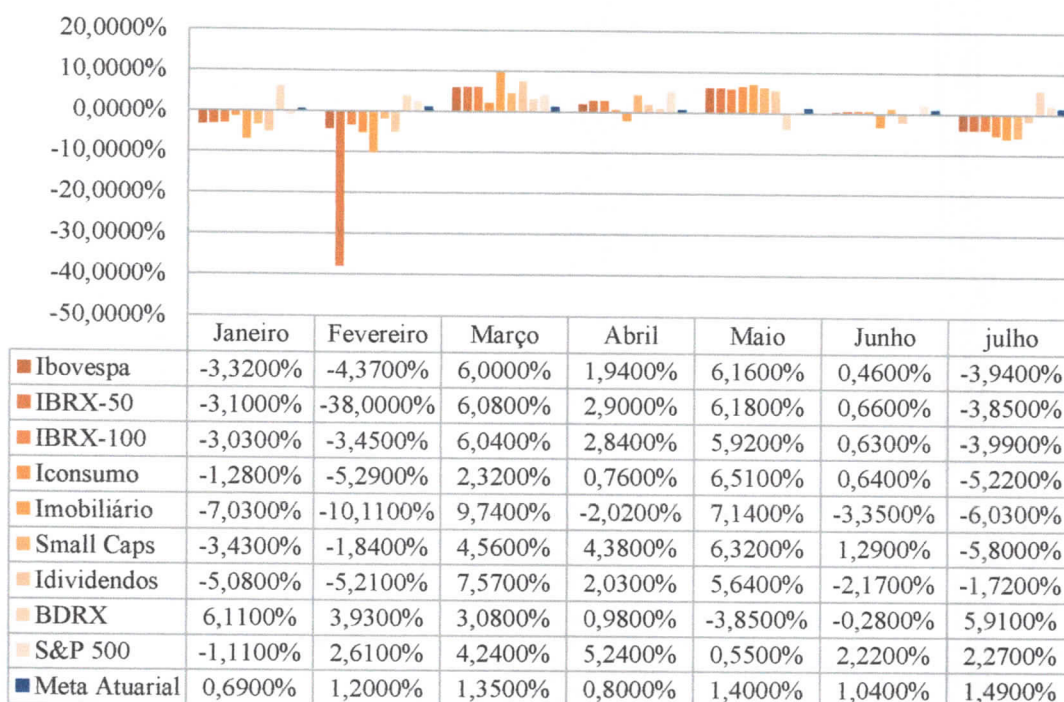 20,0000%
10,0000%
0,0000%
-10,0000%
-20,0000%
-30,0000%
-40,0000%
-50,0000%
Janeiro Fevereiro Março Abril Maio Junho julho
Ibovespa -3,3200% -4,3700% 6,0000% 1,9400% 6,1600% 0,4600% -3,9400%
IBRX-50 -3,1000% -38,0000% 6,0800% 2,9000% 6,1800% 0,6600% -3,8500%
IBRX-100 -3,0300% -3,4500% 6,0400% 2,8400% 5,9200% 0,6300% -3,9900%
Iconsumo -1,2800% -5,2900% 2,3200% 0,7600% 6,5100% 0,6400% -5,2200%
Imobiliário -7,0300% -10,1100% 9,7400% -2,0200% 7,1400% -3,3500% -6,0300%
Small Caps -3,4300% -1,8400% 4,5600% 4,3800% 6,3200% 1,2900% -5,8000%
Idividendos -5,0800% -5,2100% 7,5700% 2,0300% 5,6400% -2,1700% -1,7200%
BDRX 6,1100% 3,9300% 3,0800% 0,9800% -3,8500% -0,2800% 5,9100%
S&P 500 -1,1100% 2,6100% 4,2400% 5,2400% 0,5500% 2,2200% 2,2700%
Meta Atuarial 0,6900% 1,2000% 1,3500% 0,8000% 1,4000% 1,0400% 1,4900%